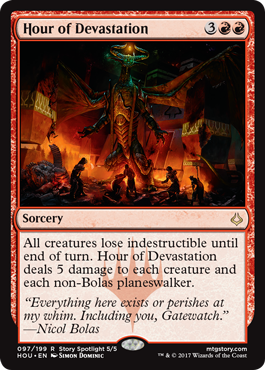 Hour of Devastation 3
Sorcery
All creatures lose indestructible until
end of turn. Hour of Devastation
deals 5 damage to each creature and
each non-Bolas planeswalker.
“Everything here exists or perishes at
my whim. Including you, Gatewatch.”
—Nicol Bolas
097/199 R Story Spotlight 5/5 mtgstory.com
HOU • EN Simon Dominic ™ & © 2017 Wizards of the Coast